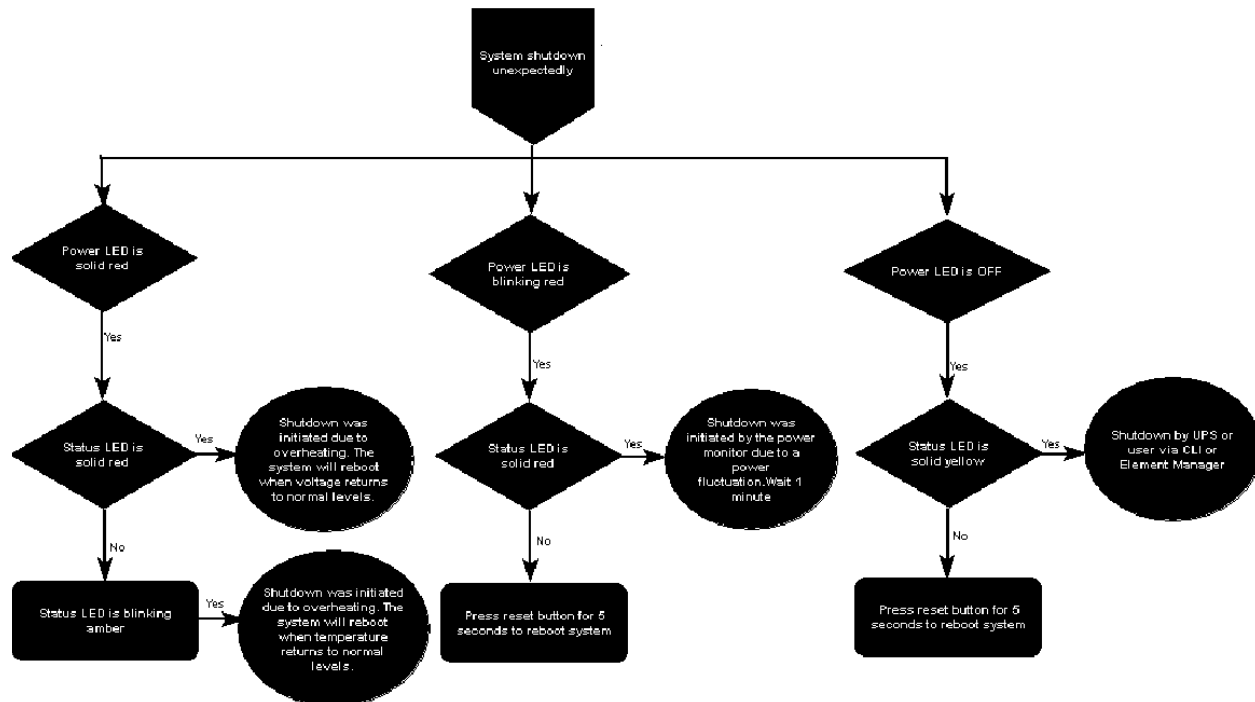 System shutdown
unexpectedly
Power LED is
solid red
Power LED is
blinking red
Power LED is OFF
Yes
Yes
Yes
Status LED is
solid red
Yes
Shutdown was
initiated due to
overheating. The
system will reboot
when voltage returns
to normal levels.
Status LED is
solid red
Yes
Shutdown was
initiated by the power
monitor due to a
power
fluctuation.Wait 1
minute
Status LED is
solid yellow
Yes
Shutdown by UPS or
user via CLI or
Element Manager
No
No
No
Status LED is blinking
amber
Yes
Shutdown was initiated
due to overheating. The
system will reboot
when temperature
returns to normal
levels.
Press reset button for 5
seconds to reboot system
Press reset button for 5
seconds to reboot system